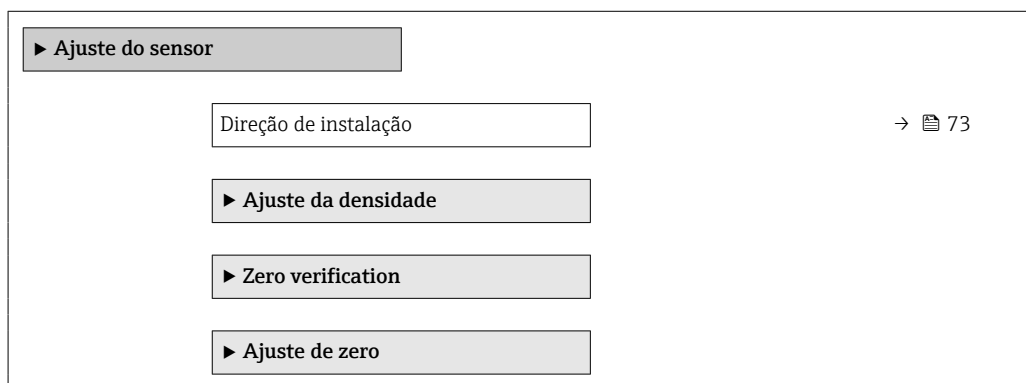 ▶ Ajuste do sensor
Direção de instalação → 🖹 73
▶ Ajuste da densidade
▶ Zero verification
▶ Ajuste de zero